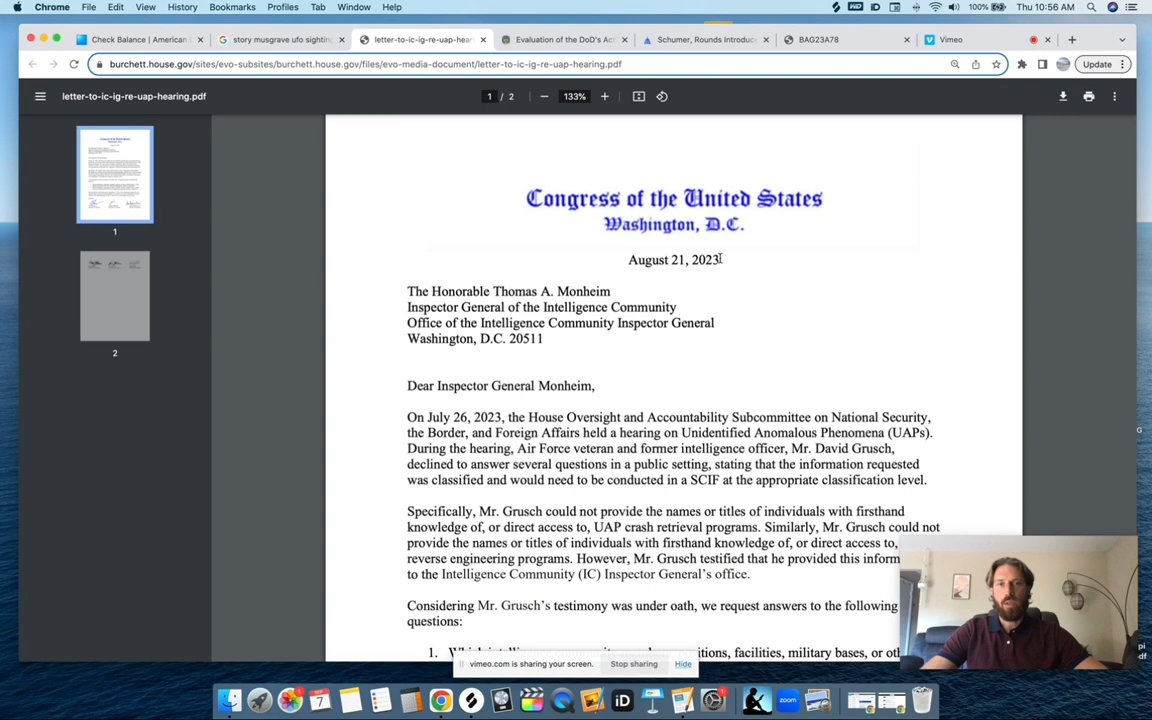 Chrome File Edit View History Bookmarks Profiles Tab Window Help 100% Thu 10:56 AM
Check Balance | American story musgrave ufo sighting letter-to-ic-ig-re-uap-hear Evaluation of the DoD's Act Schumer, Rounds Introduc BAG23A78 Vimeo
burchett.house.gov/sites/evo-subsites/burchett.house.gov/files/evo-media-document/letter-to-ic-ig-re-uap-hearing.pdf Update
letter-to-ic-ig-re-uap-hearing.pdf 1 / 2 133%
1
2
Congress of the United States
Washington, D.C.
August 21, 2023
The Honorable Thomas A. Monheim
Inspector General of the Intelligence Community
Office of the Intelligence Community Inspector General
Washington, D.C. 20511
Dear Inspector General Monheim,
On July 26, 2023, the House Oversight and Accountability Subcommittee on National Security,
the Border, and Foreign Affairs held a hearing on Unidentified Anomalous Phenomena (UAPs).
During the hearing, Air Force veteran and former intelligence officer, Mr. David Grusch,
declined to answer several questions in a public setting, stating that the information requested
was classified and would need to be conducted in a SCIF at the appropriate classification level.
Specifically, Mr. Grusch could not provide the names or titles of individuals with firsthand
knowledge of, or direct access to, UAP crash retrieval programs. Similarly, Mr. Grusch could not
provide the names or titles of individuals with firsthand knowledge of, or direct access to,
reverse engineering programs. However, Mr. Grusch testified that he provided this inform
to the Intelligence Community (IC) Inspector General's office.
Considering Mr. Grusch's testimony was under oath, we request answers to the following
questions:
1. facilities, military bases, or
vimeo.com is sharing your screen. Stop sharing Hide
SEP
7
iD
zoom